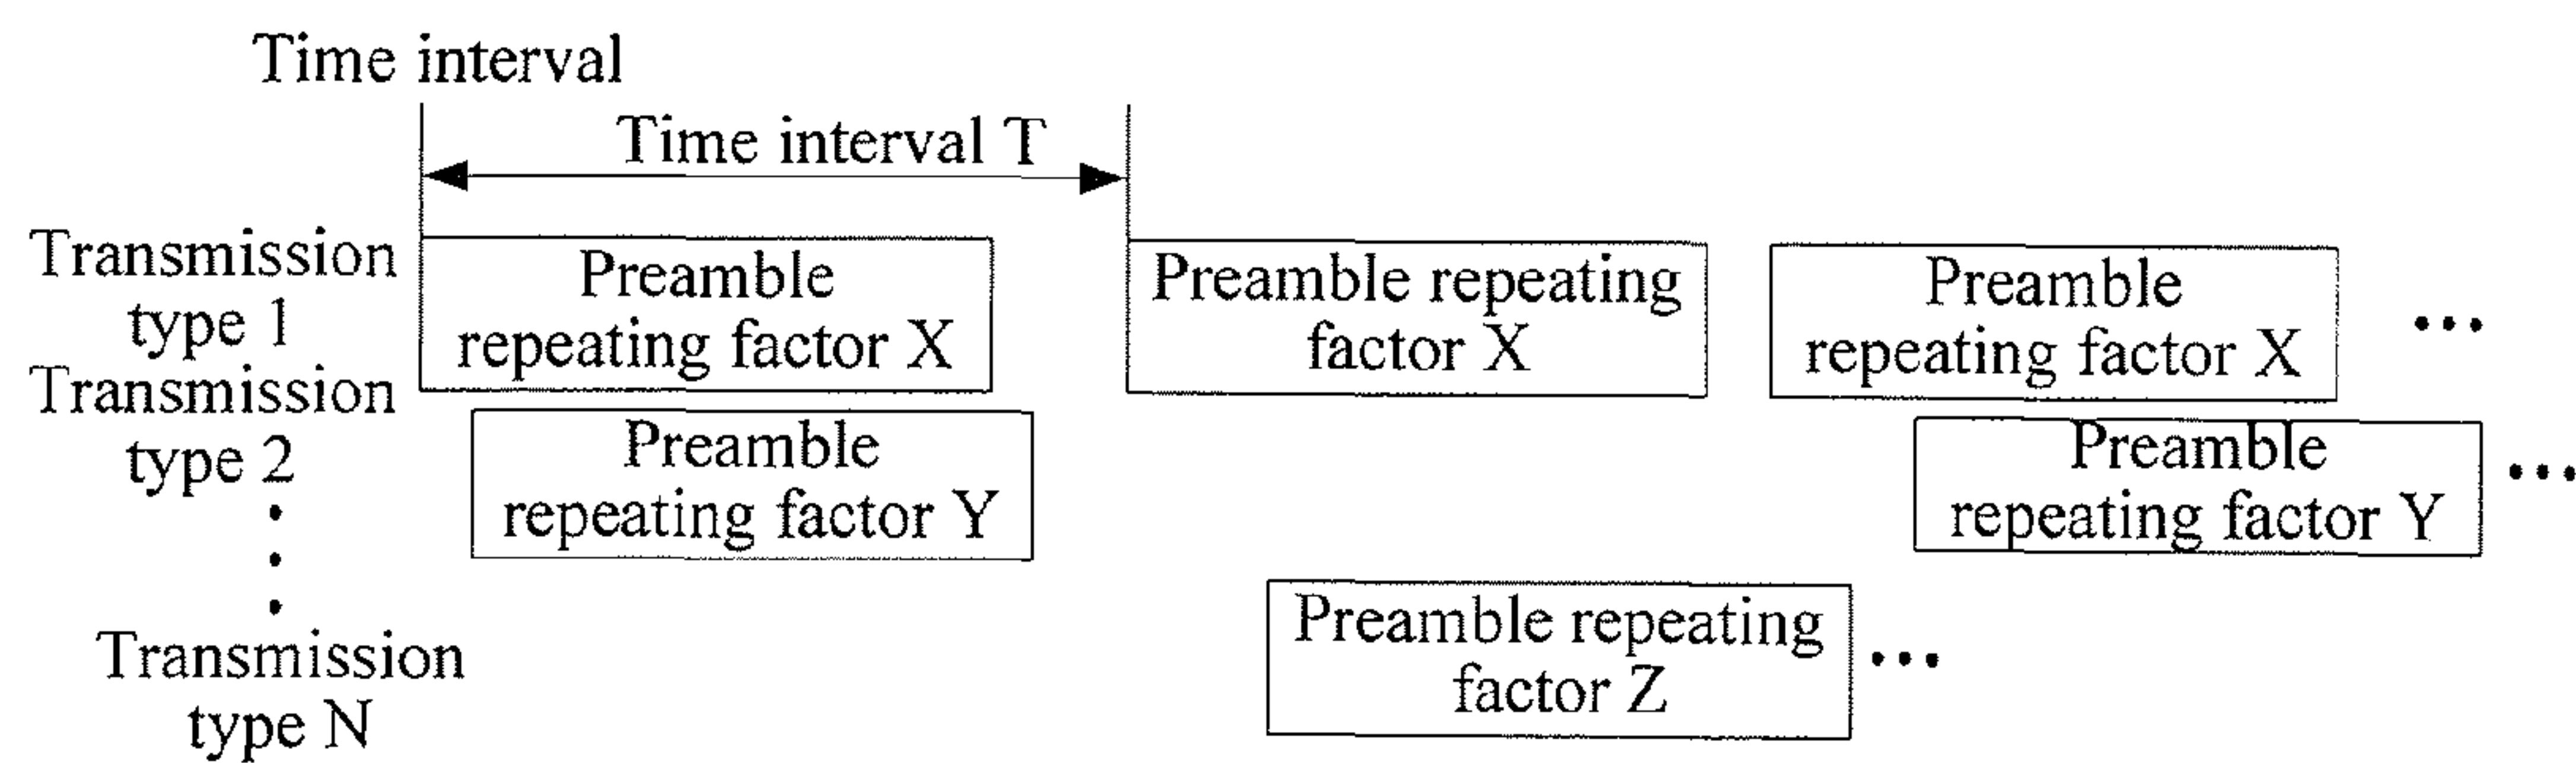 Time interval
Time interval T
Transmission
type 1
Preamble
repeating factor X
Preamble repeating
factor X
Preamble
repeating factor X
...
Transmission
type 2
Preamble
repeating factor Y
Preamble
repeating factor Y
...
Transmission
type N
Preamble repeating
factor Z
...